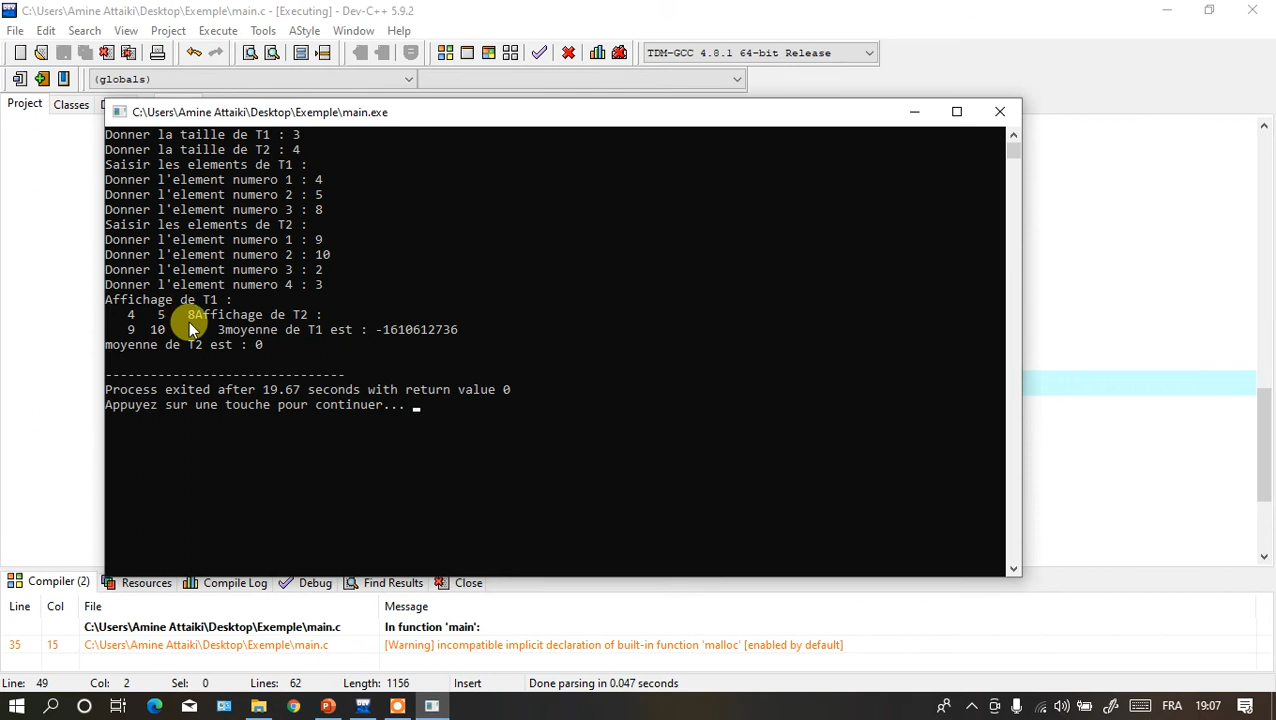 C:\Users\Amine Attaiki\Desktop\Exemple\main.c - [Executing] - Dev-C++ 5.9.2
File Edit Search View Project Execute Tools AStyle Window Help
TDM-GCC 4.8.1 64-bit Release
(globals)
Project Classes
C:\Users\Amine Attaiki\Desktop\Exemple\main.exe
Donner la taille de T1 : 3
Donner la taille de T2 : 4
Saisir les elements de T1 :
Donner l'element numero 1 : 4
Donner l'element numero 2 : 5
Donner l'element numero 3 : 8
Saisir les elements de T2 :
Donner l'element numero 1 : 9
Donner l'element numero 2 : 10
Donner l'element numero 3 : 2
Donner l'element numero 4 : 3
Affichage de T1 :
4 5 8Affichage de T2 :
9 10 3moyenne de T1 est : -1610612736
moyenne de T2 est : 0
--------------------------------
Process exited after 19.67 seconds with return value 0
Appuyez sur une touche pour continuer... _
Compiler (2) Resources Compile Log Debug Find Results Close
Line Col File Message
C:\Users\Amine Attaiki\Desktop\Exemple\main.c In function 'main':
35 15 C:\Users\Amine Attaiki\Desktop\Exemple\main.c [Warning] incompatible implicit declaration of built-in function 'malloc' [enabled by default]
Line: 49 Col: 2 Sel: 0 Lines: 62 Length: 1156 Insert Done parsing in 0.047 seconds
FRA 19:07